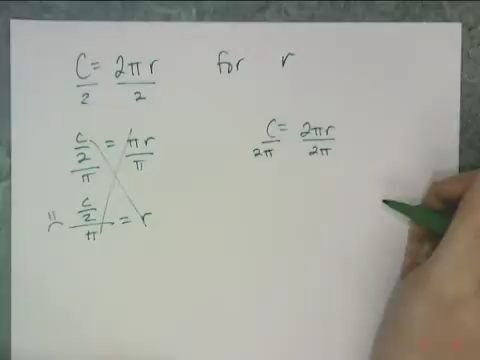 C = 2πr for r
2 2
c/2 = πr
π π
c/2 = r
π
C = 2πr
2π 2π